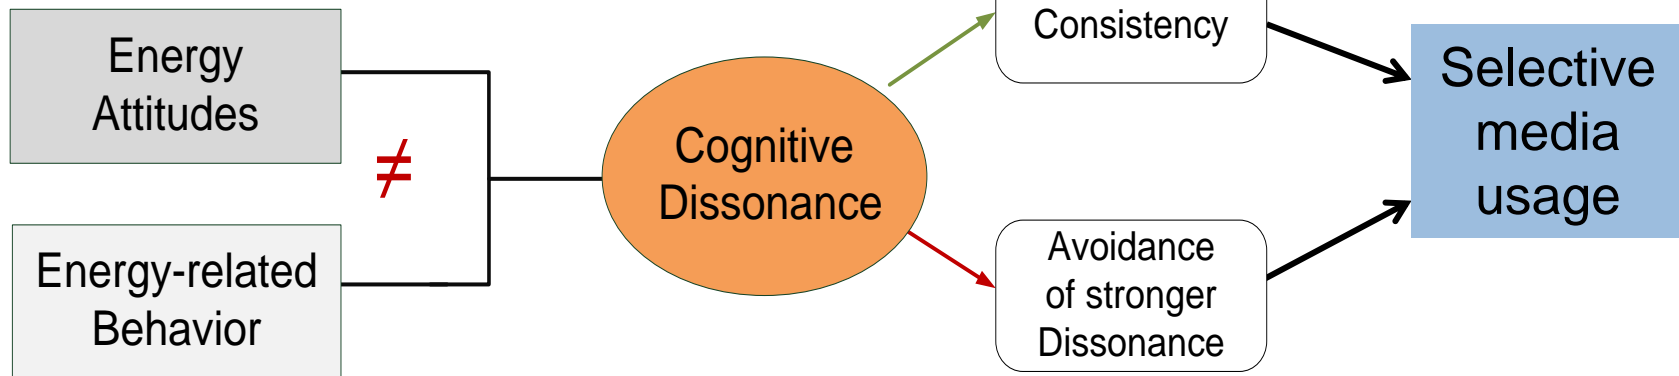 Energy
Attitudes
≠
Energy-related
Behavior
Cognitive
Dissonance
Consistency
Avoidance
of stronger
Dissonance
Selective
media
usage